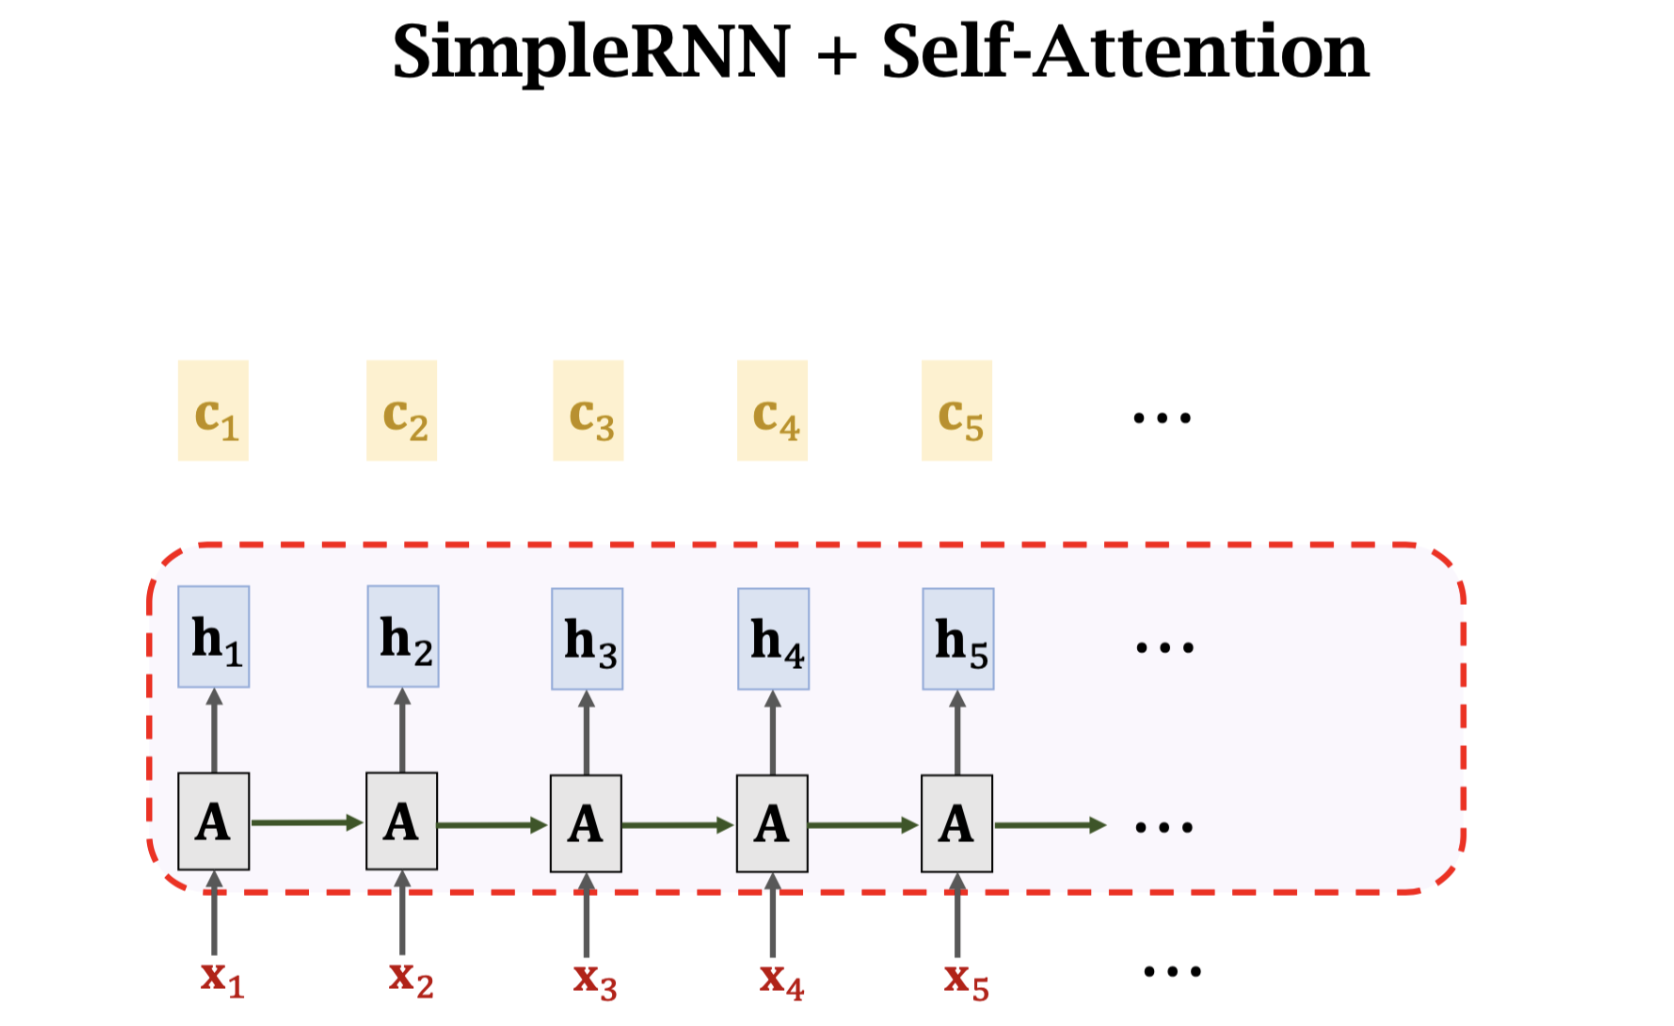 SimpleRNN + Self-Attention
c₁ c₂ c₃ c₄ c₅ ...
h₁ h₂ h₃ h₄ h₅ ...
A A A A A ...
x₁ x₂ x₃ x₄ x₅ ...